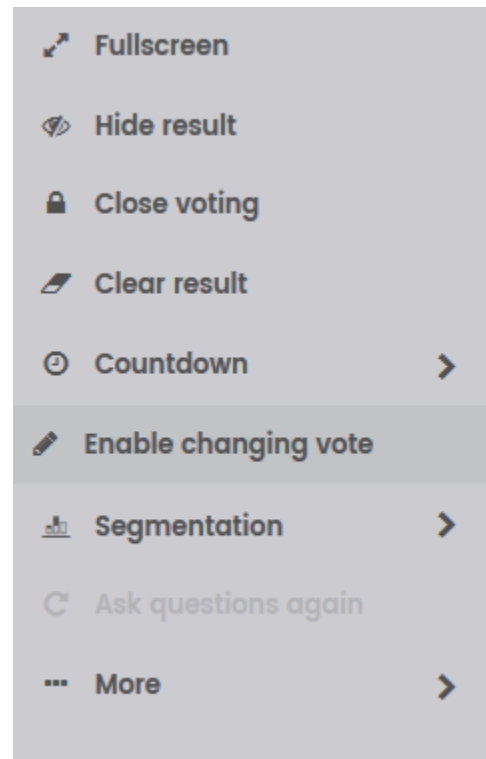 Fullscreen
Hide result
Close voting
Clear result
Countdown
Enable changing vote
Segmentation
Ask questions again
More